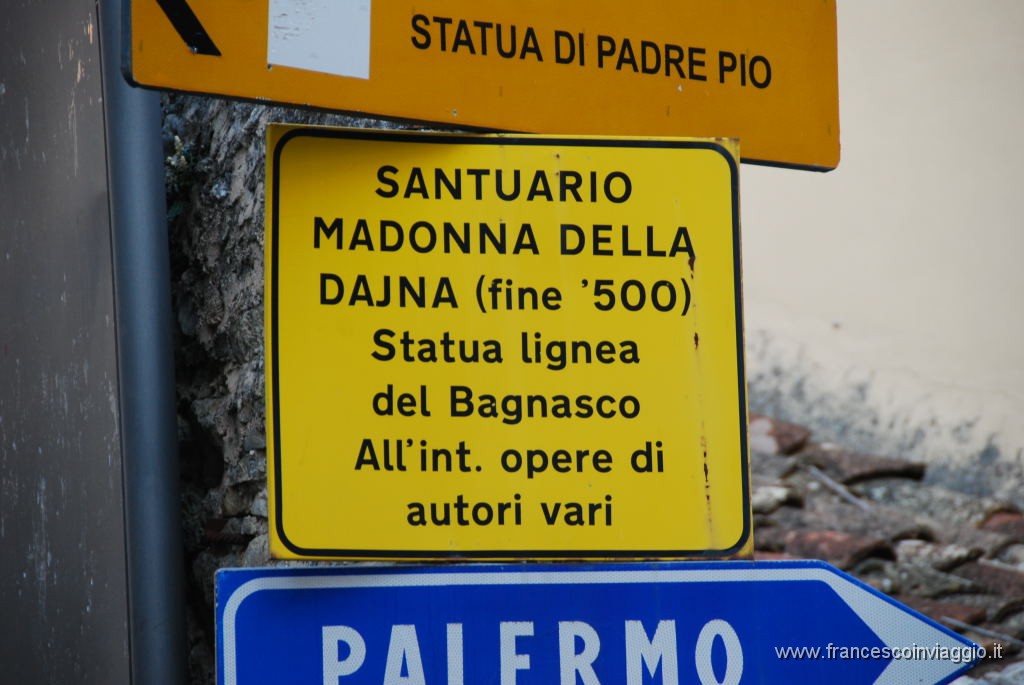 STATUA DI PADRE PIO
SANTUARIO
MADONNA DELLA
DAJNA (fine '500)
Statua lignea
del Bagnasco
All'int. opere di
autori vari
PALERMO
www.francescoinviaggio.it